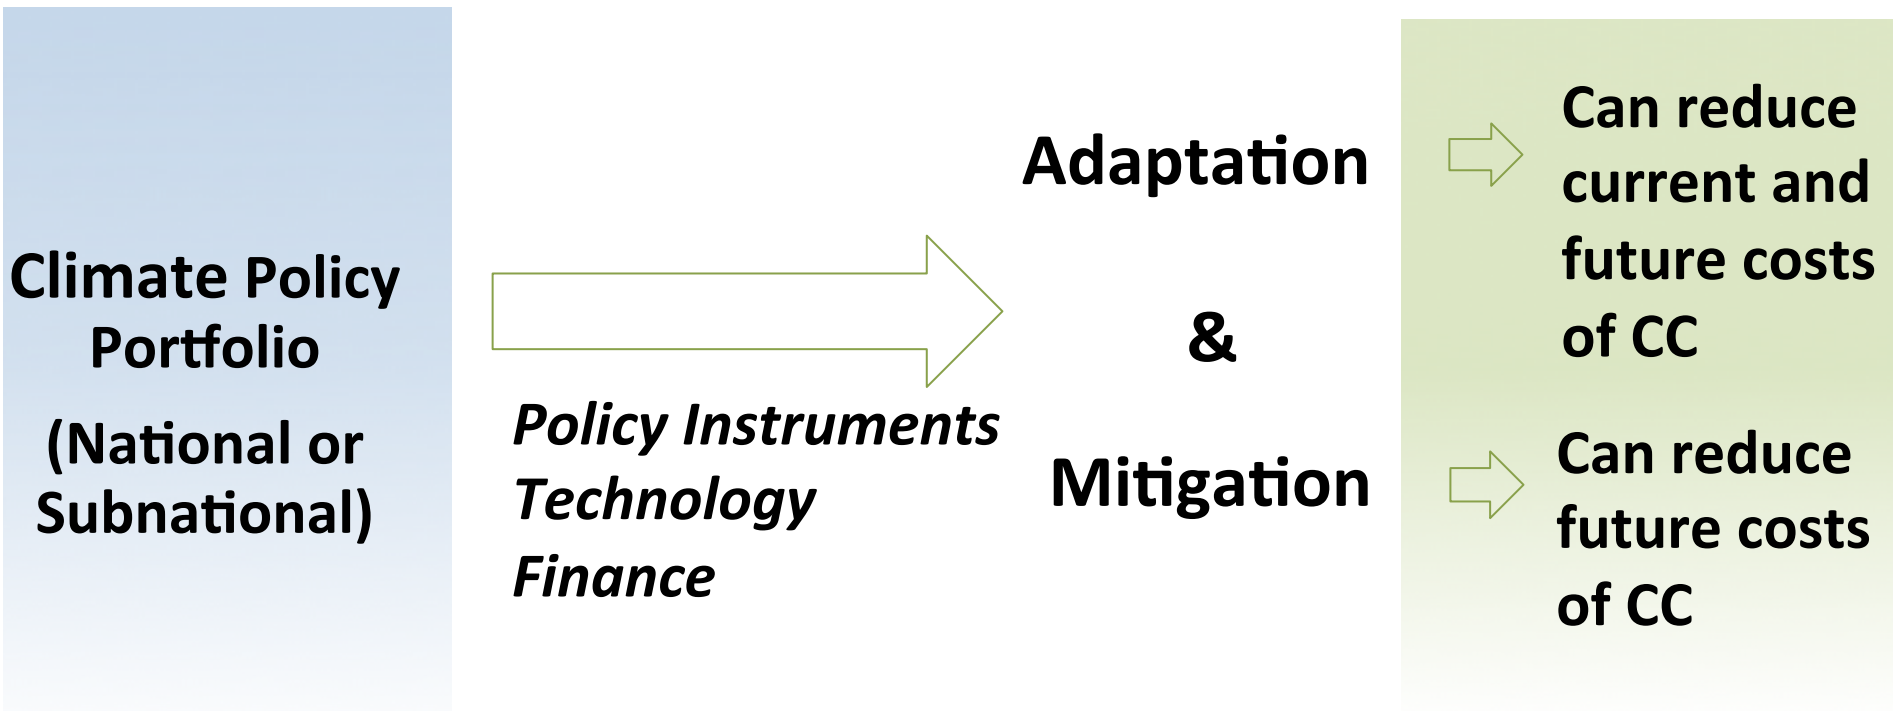 Climate Policy
Portfolio
(National or
Subnational)
Policy Instruments
Technology
Finance
Adaptation
&
Mitigation
Can reduce
current and
future costs
of CC
Can reduce
future costs
of CC